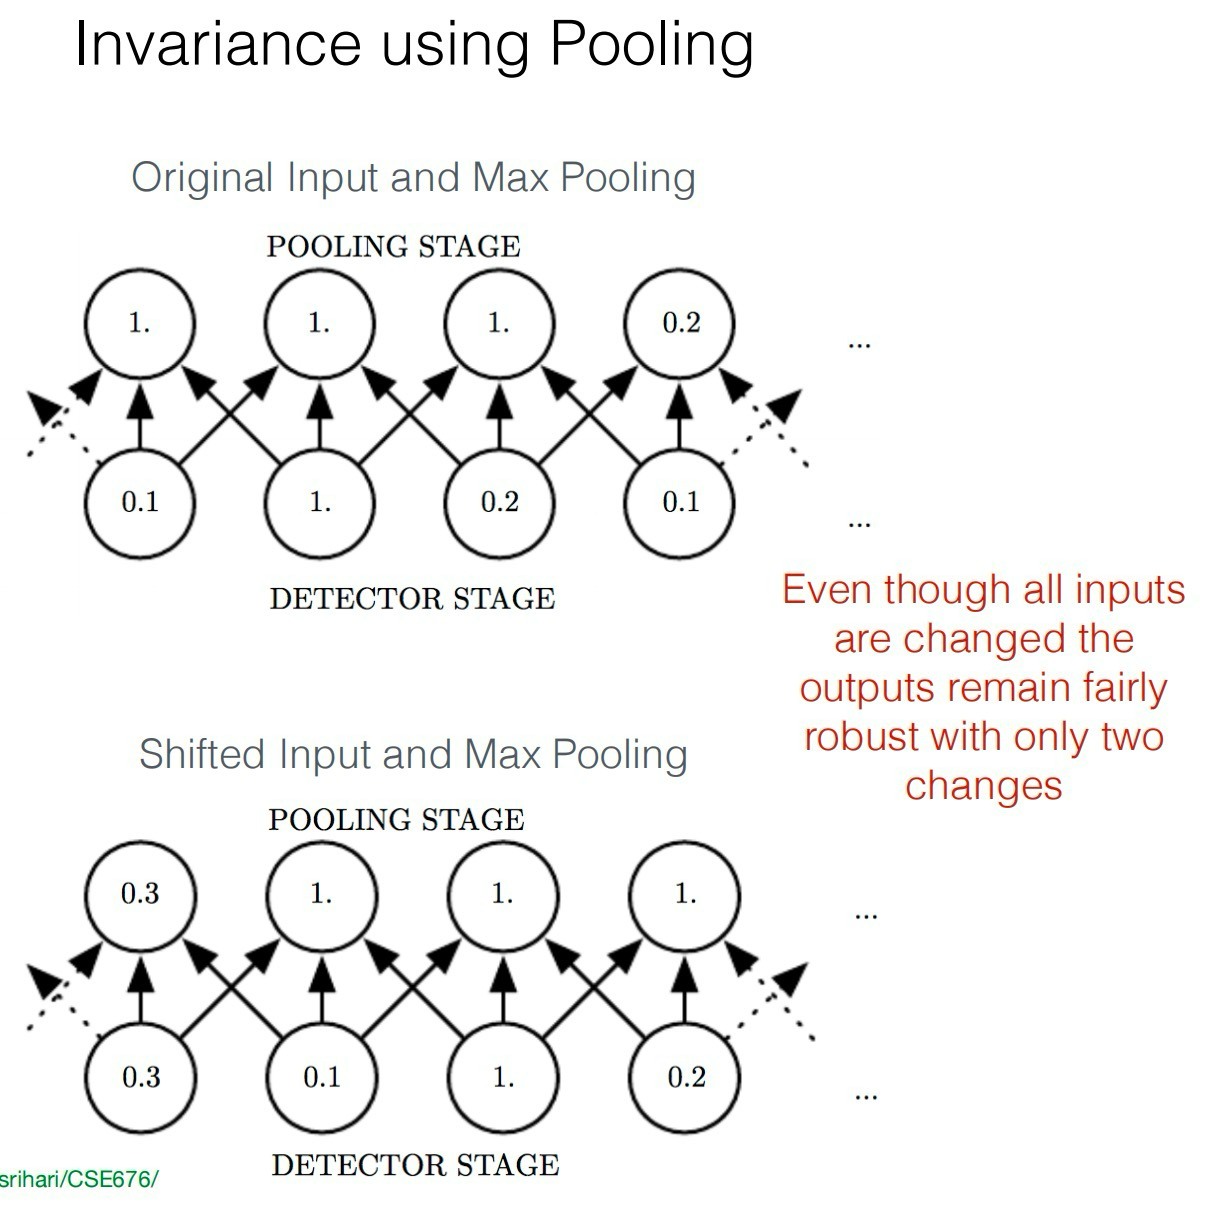 Invariance using Pooling
Original Input and Max Pooling
POOLING STAGE
1. 1. 1. 0.2 ...
0.1 1. 0.2 0.1 ...
DETECTOR STAGE
Even though all inputs
are changed the
outputs remain fairly
robust with only two
changes
Shifted Input and Max Pooling
POOLING STAGE
0.3 1. 1. 1. ...
0.3 0.1 1. 0.2 ...
DETECTOR STAGE
srihari/CSE676/